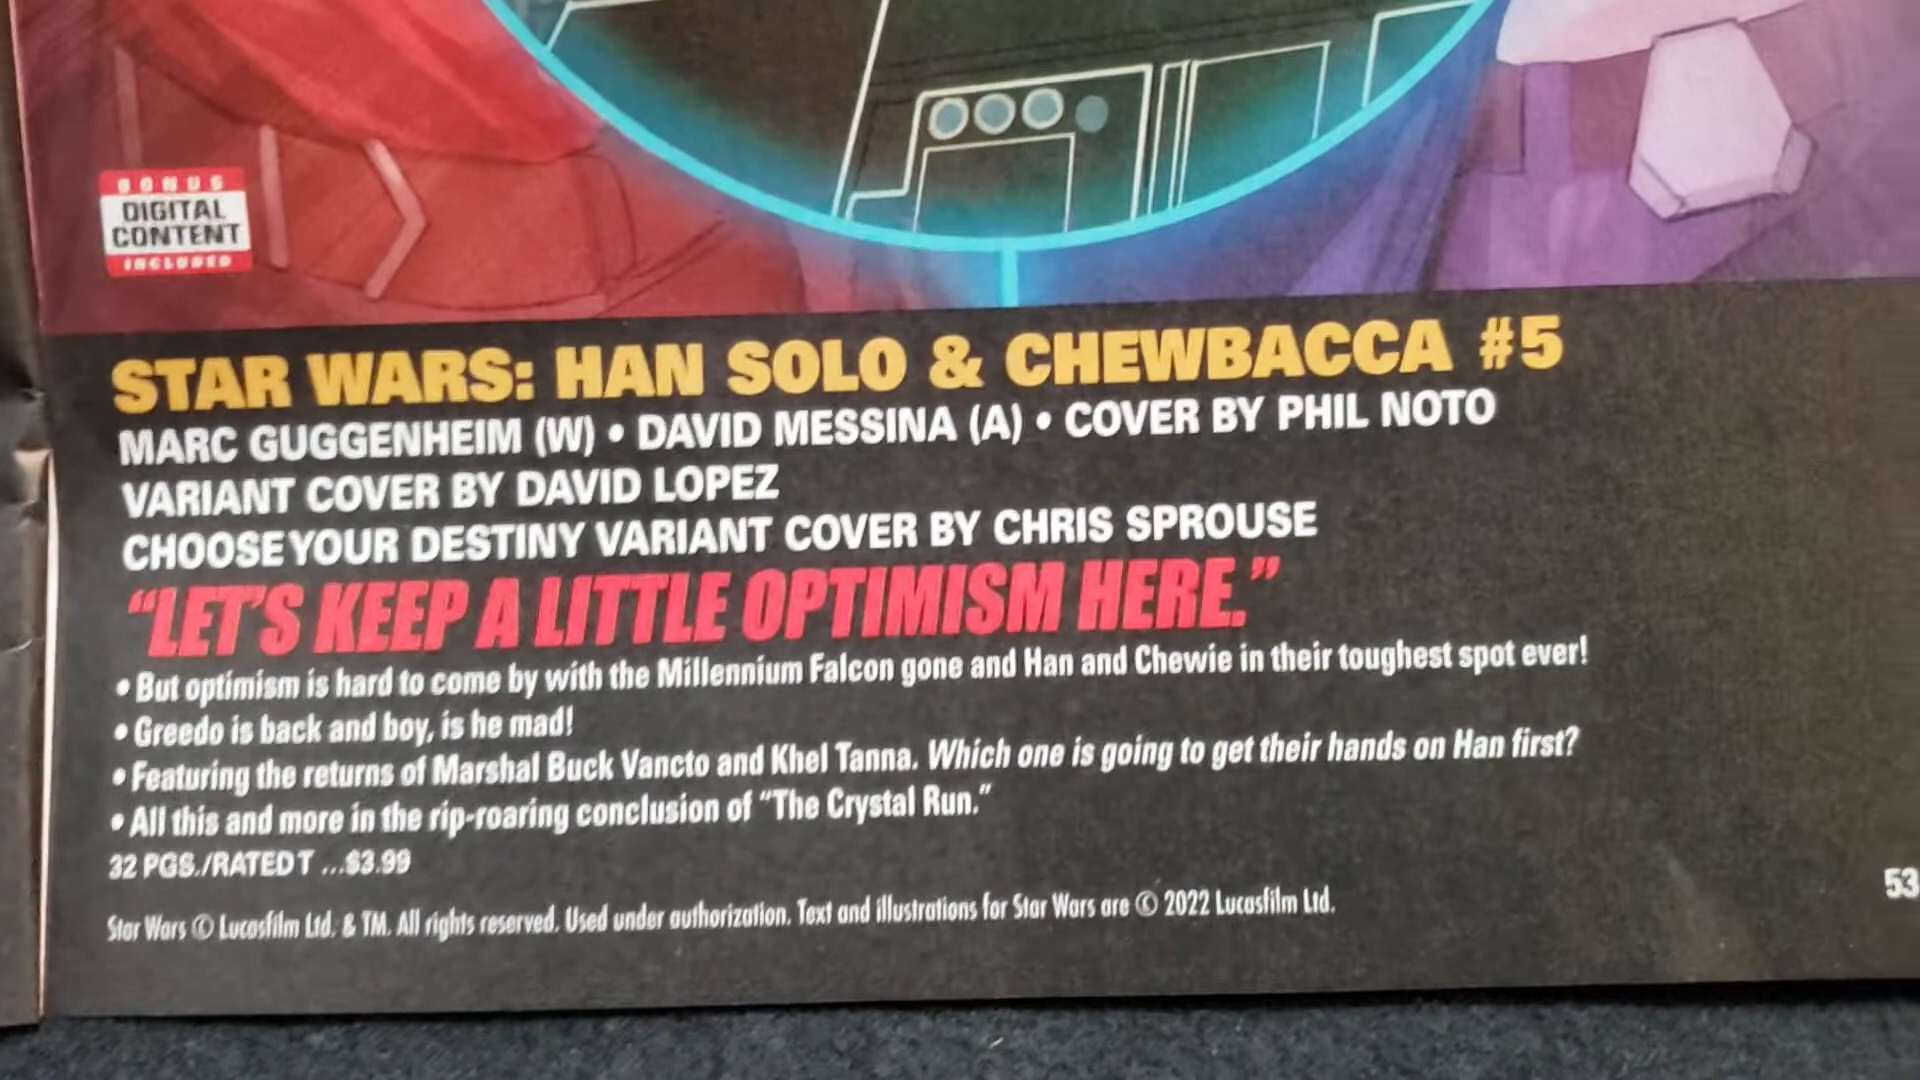 BONUS
DIGITAL
CONTENT
INCLUDED
STAR WARS: HAN SOLO & CHEWBACCA #5
MARC GUGGENHEIM (W) • DAVID MESSINA (A) • COVER BY PHIL NOTO
VARIANT COVER BY DAVID LOPEZ
CHOOSE YOUR DESTINY VARIANT COVER BY CHRIS SPROUSE
“LET’S KEEP A LITTLE OPTIMISM HERE.”
• But optimism is hard to come by with the Millennium Falcon gone and Han and Chewie in their toughest spot ever!
• Greedo is back and boy, is he mad!
• Featuring the returns of Marshal Buck Vancto and Khel Tanna. Which one is going to get their hands on Han first?
• All this and more in the rip-roaring conclusion of “The Crystal Run.”
32 PGS./RATED T ...$3.99
53
Star Wars © Lucasfilm Ltd. & TM. All rights reserved. Used under authorization. Text and illustrations for Star Wars are © 2022 Lucasfilm Ltd.